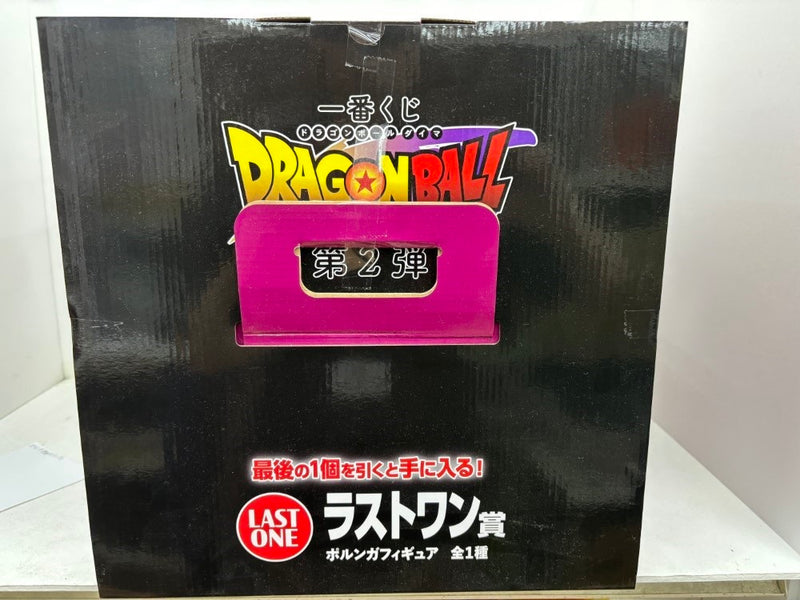 一番くじ
ドラゴンボールダイマ
DRAGON BALL
第2弾
最後の1個を引くと手に入る!
LAST
ONE
ラストワン賞
ポルンガフィギュア 全1種